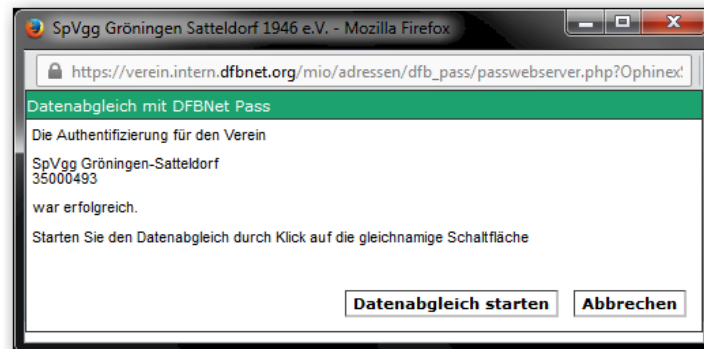 SpVgg Gröningen Satteldorf 1946 e.V. - Mozilla Firefox
https://verein.intern.dfbnet.org/mio/adressen/dfb_pass/passwebserver.php?Ophinex
Datenabgleich mit DFBNet Pass
Die Authentifizierung für den Verein
SpVgg Gröningen-Satteldorf
35000493
war erfolgreich.
Starten Sie den Datenabgleich durch Klick auf die gleichnamige Schaltfläche
Datenabgleich starten Abbrechen